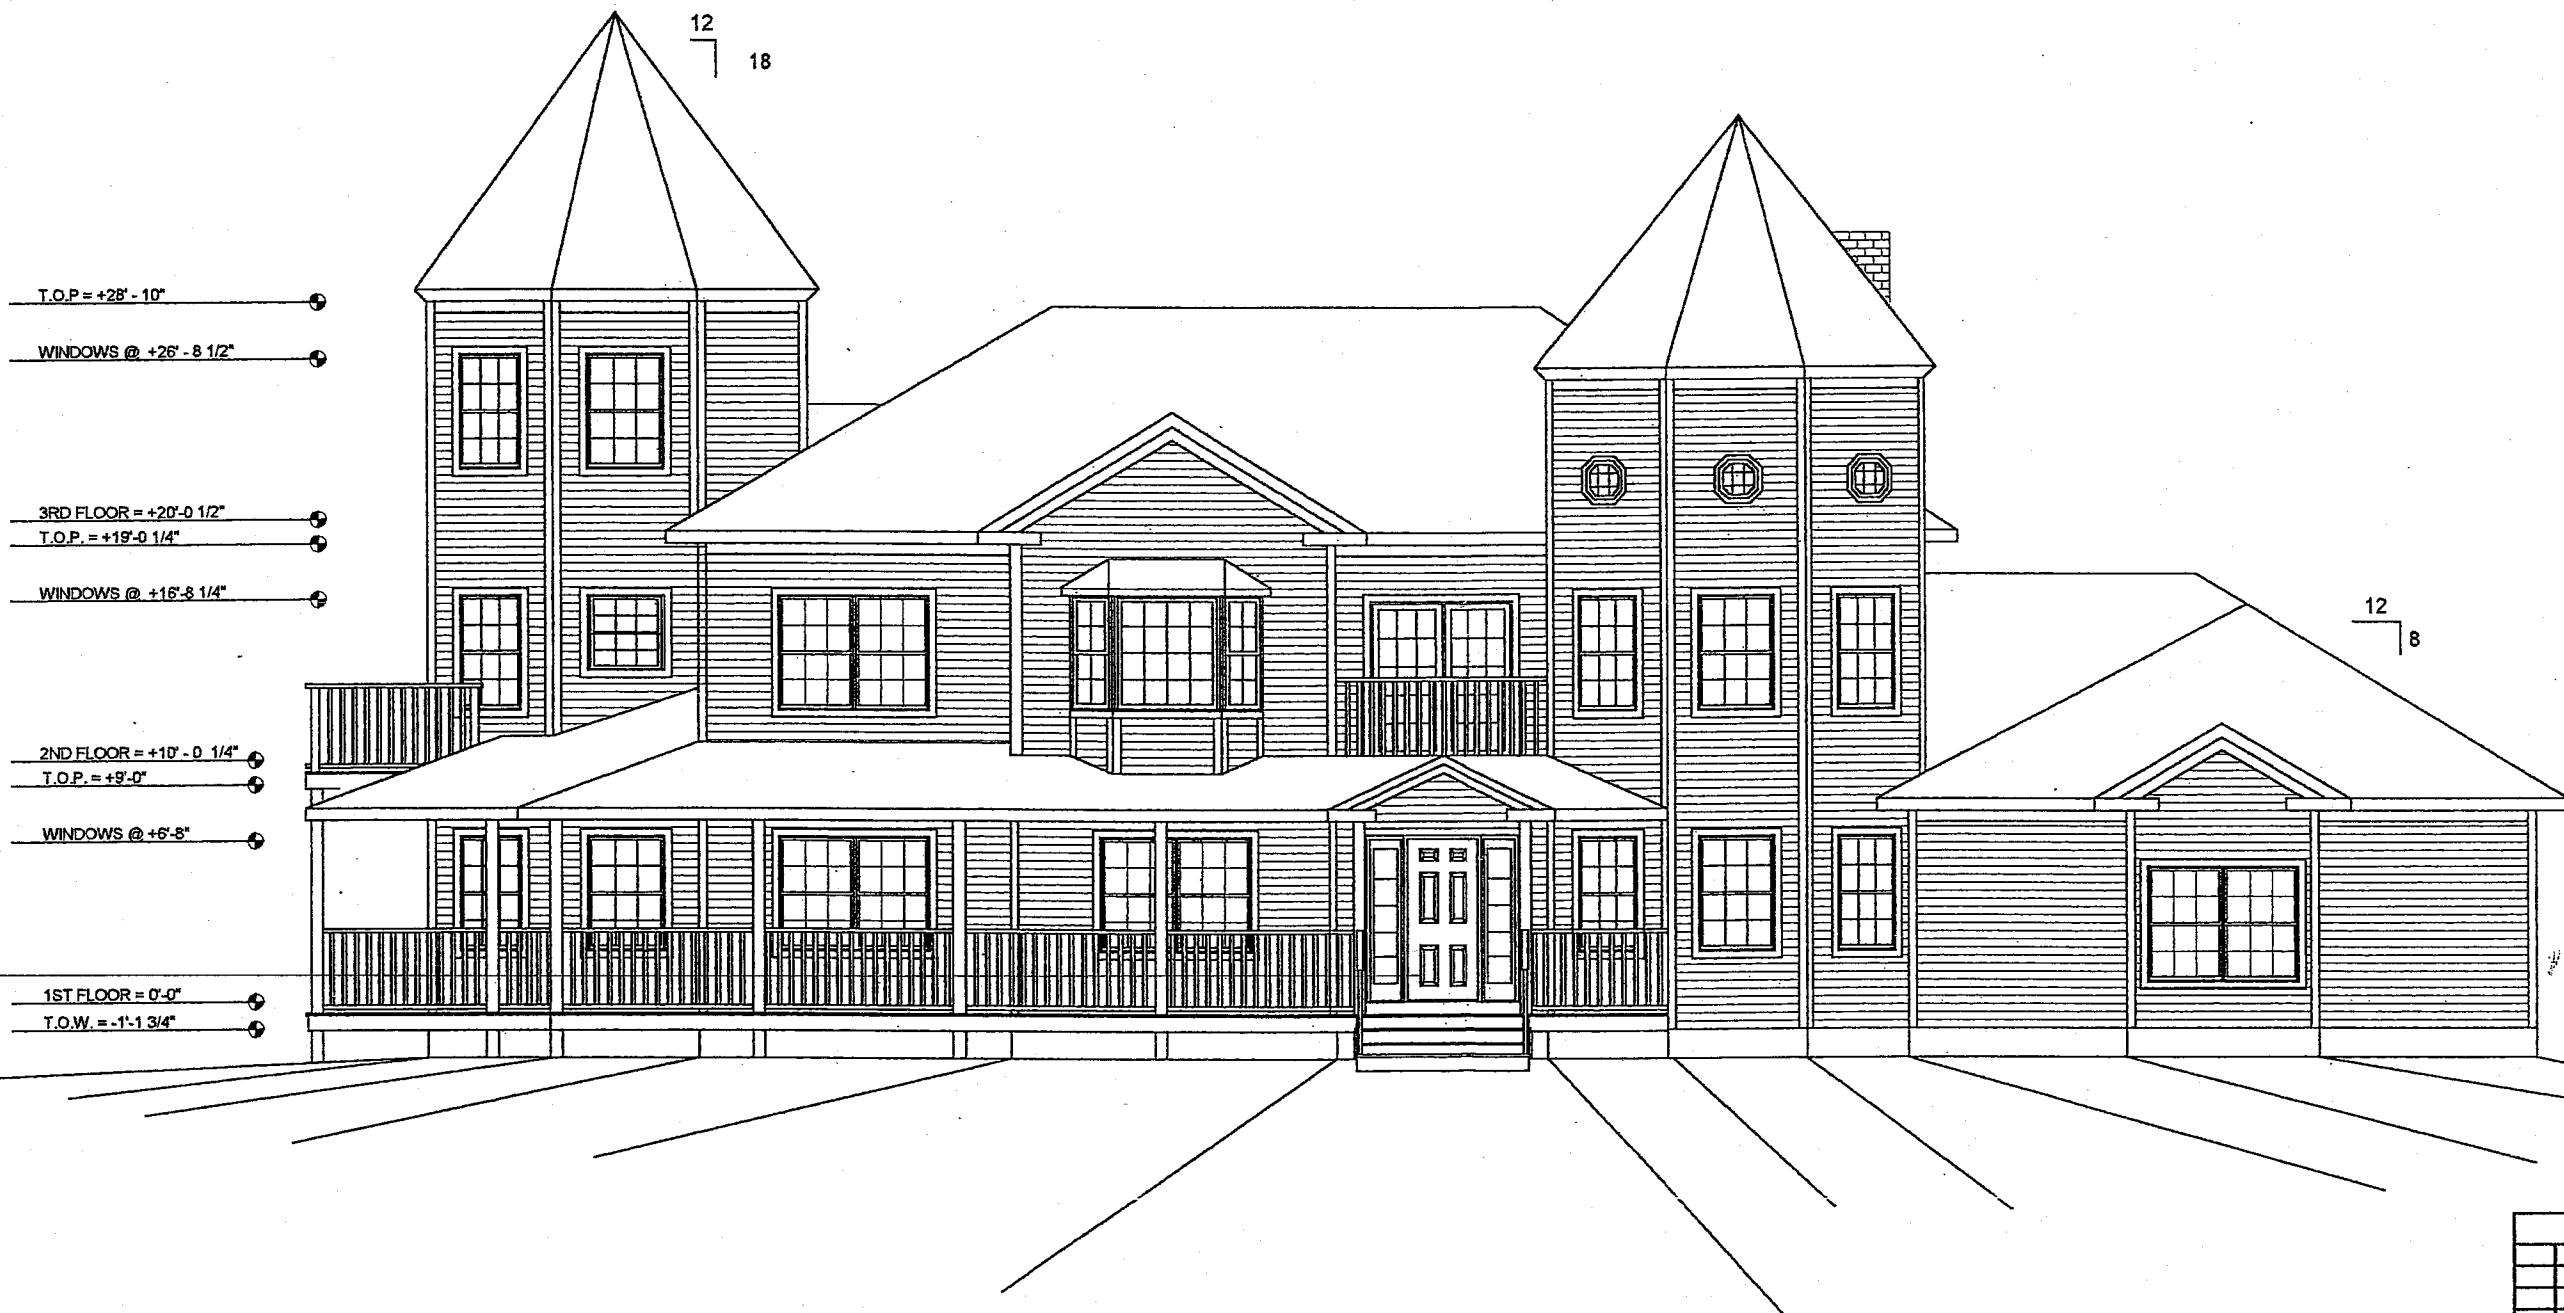 12
18
T.O.P = +28' - 10"
WINDOWS @ +26' - 8 1/2"
3RD FLOOR = +20'-0 1/2"
T.O.P. = +19'-0 1/4"
WINDOWS @ +16'-8 1/4"
12
8
2ND FLOOR = +10' - 0 1/4"
T.O.P. = +9'-0"
WINDOWS @ +6'-8"
1ST FLOOR = 0'-0"
T.O.W. = -1'-1 3/4"